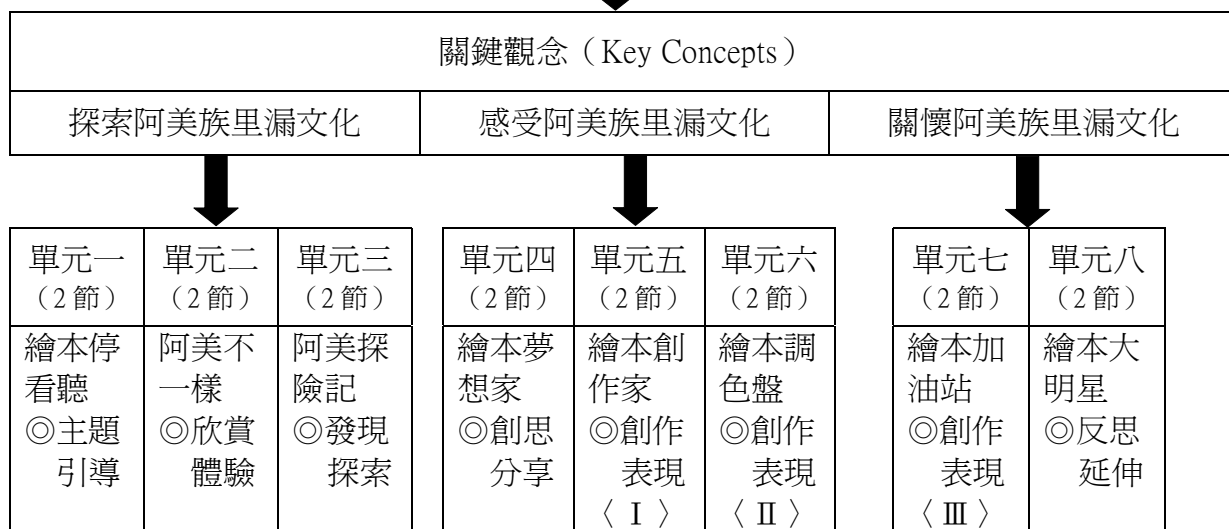 關鍵觀念（Key Concepts）
探索阿美族里漏文化
感受阿美族里漏文化
關懷阿美族里漏文化
單元一
（2節）
繪本停
看聽
◎主題
引導
單元二
（2節）
阿美不
一樣
◎欣賞
體驗
單元三
（2節）
阿美探
險記
◎發現
探索
單元四
（2節）
繪本夢
想家
◎創思
分享
單元五
（2節）
繪本創
作家
◎創作
表現
〈Ⅰ〉
單元六
（2節）
繪本調
色盤
◎創作
表現
〈Ⅱ〉
單元七
（2節）
繪本加
油站
◎創作
表現
〈Ⅲ〉
單元八
（2節）
繪本大
明星
◎反思
延伸